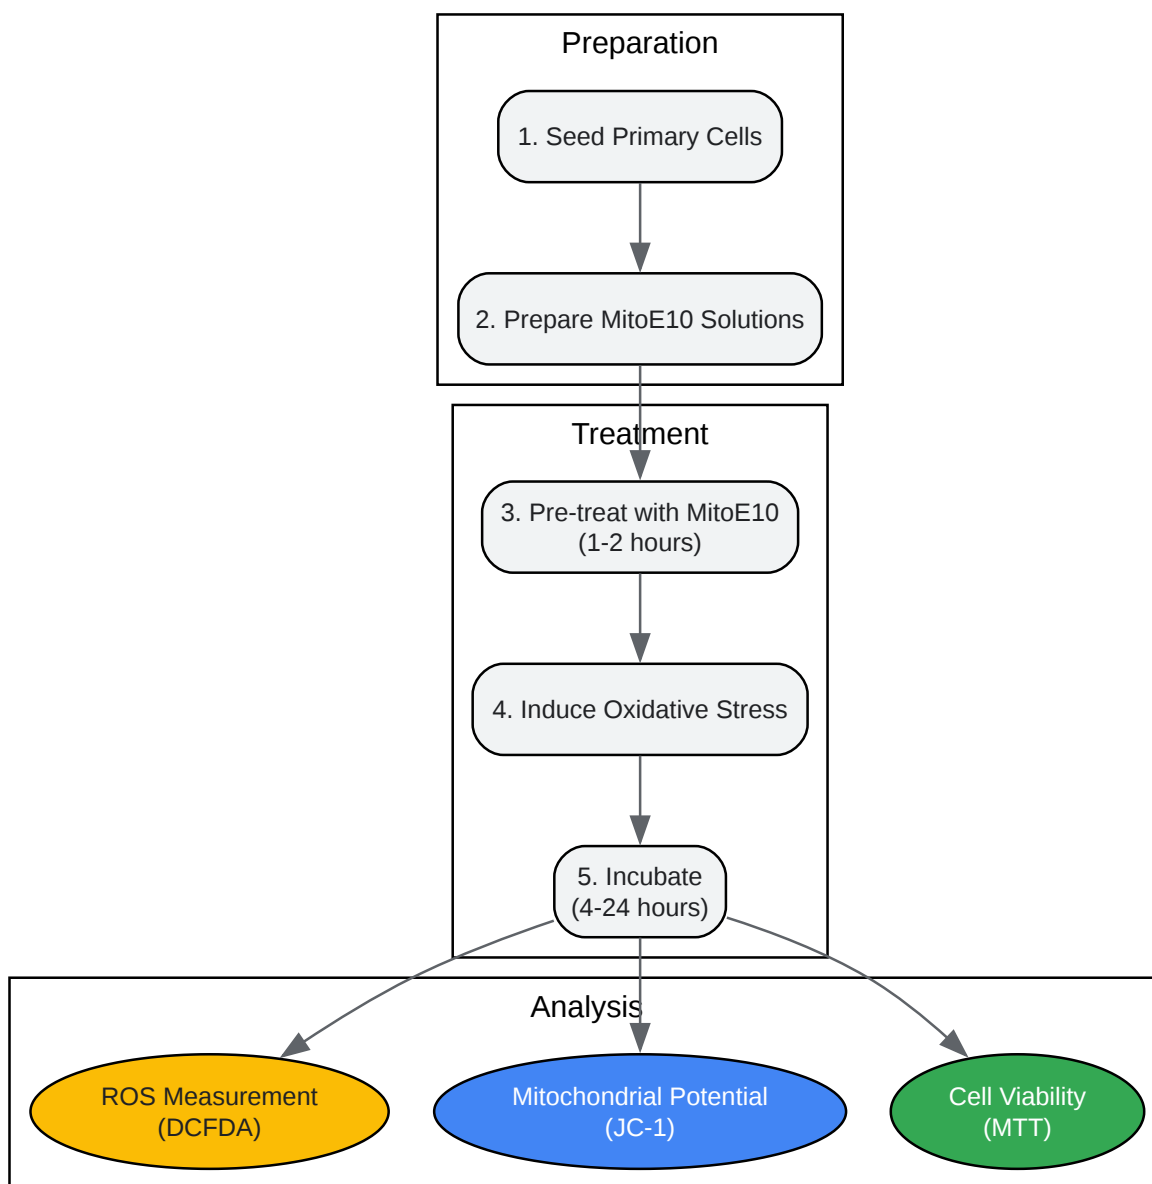 Preparation
1. Seed Primary Cells
2. Prepare MitoE10 Solutions
Treatment
3. Pre-treat with MitoE10
(1-2 hours)
4. Induce Oxidative Stress
5. Incubate
(4-24 hours)
Analysis
ROS Measurement
(DCFDA)
Mitochondrial Potential
(JC-1)
Cell Viability
(MTT)